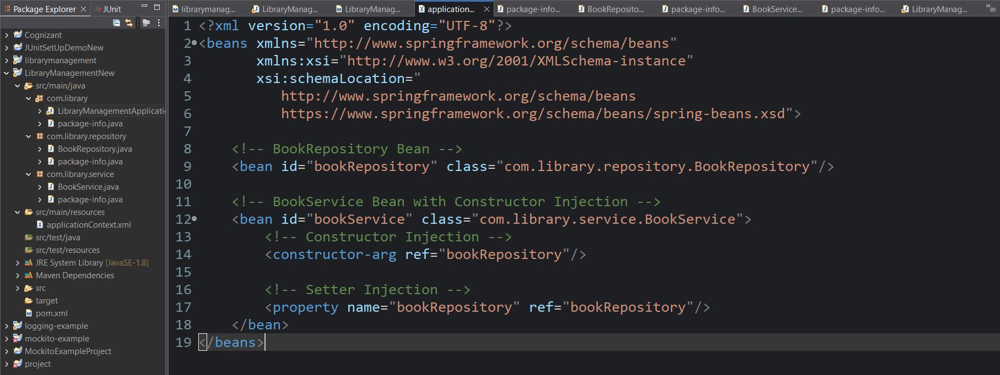 Package Explorer
JUnit
Cognizant
JUnitSetUpDemoNew
librarymanagement
LibraryManagementNew
src/main/java
com.library
LibraryManagementApplicatio
package-info.java
com.library.repository
BookRepository.java
package-info.java
com.library.service
BookService.java
package-info.java
src/main/resources
applicationContext.xml
src/test/java
src/test/resources
JRE System Library [JavaSE-1.8]
Maven Dependencies
src
target
pom.xml
logging-example
mockito-example
MockitoExampleProject
project
librarymanag... LibraryManag... LibraryManag... application... package-info... BookReposito... package-info... BookService... package-info... LibraryManag... »89
1 <?xml version="1.0" encoding="UTF-8"?>
2 <beans xmlns="http://www.springframework.org/schema/beans"
3 xmlns:xsi="http://www.w3.org/2001/XMLSchema-instance"
4 xsi:schemaLocation="
5 http://www.springframework.org/schema/beans
6 https://www.springframework.org/schema/beans/spring-beans.xsd">
7
8 <!-- BookRepository Bean -->
9 <bean id="bookRepository" class="com.library.repository.BookRepository"/>
10
11 <!-- BookService Bean with Constructor Injection -->
12 <bean id="bookService" class="com.library.service.BookService">
13 <!-- Constructor Injection -->
14 <constructor-arg ref="bookRepository"/>
15
16 <!-- Setter Injection -->
17 <property name="bookRepository" ref="bookRepository"/>
18 </bean>
19 </beans>